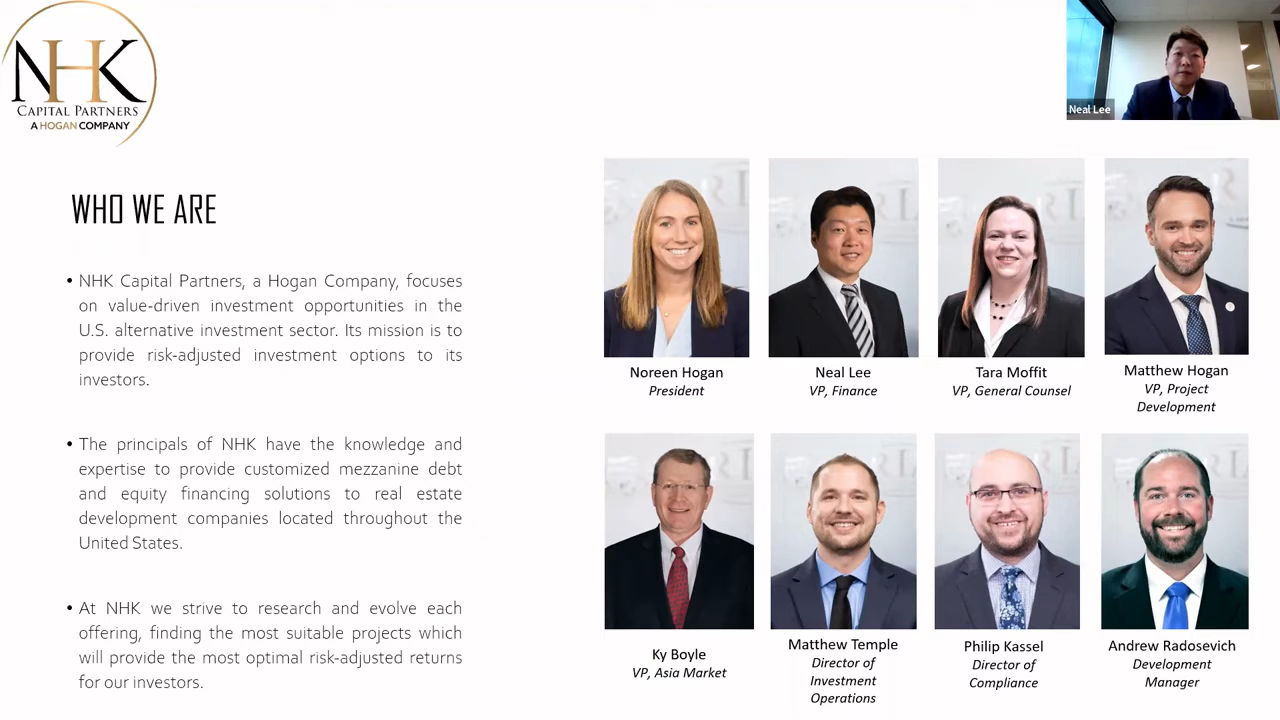 NHK
CAPITAL PARTNERS
A HOGAN COMPANY
Neal Lee
WHO WE ARE
• NHK Capital Partners, a Hogan Company, focuses
on value-driven investment opportunities in the
U.S. alternative investment sector. Its mission is to
provide risk-adjusted investment options to its
investors.
• The principals of NHK have the knowledge and
expertise to provide customized mezzanine debt
and equity financing solutions to real estate
development companies located throughout the
United States.
• At NHK we strive to research and evolve each
offering, finding the most suitable projects which
will provide the most optimal risk-adjusted returns
for our investors.
Noreen Hogan
President
Neal Lee
VP, Finance
Tara Moffit
VP, General Counsel
Matthew Hogan
VP, Project
Development
Ky Boyle
VP, Asia Market
Matthew Temple
Director of
Investment
Operations
Philip Kassel
Director of
Compliance
Andrew Radosevich
Development
Manager